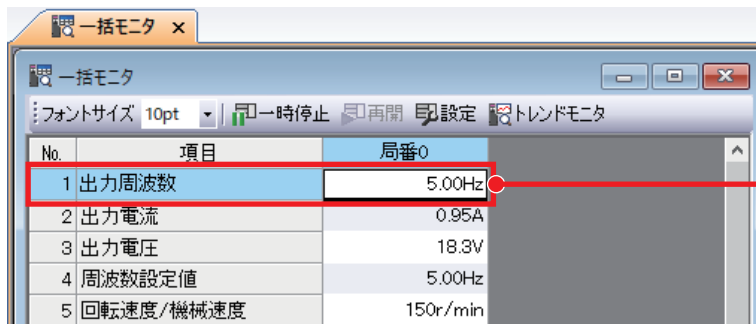 一括モニタ ×
一括モニタ
フォントサイズ 10pt 一時停止 再開 設定 トレンドモニタ
No. 項目 局番0
1 出力周波数 5.00Hz
2 出力電流 0.95A
3 出力電圧 18.3V
4 周波数設定値 5.00Hz
5 回転速度/機械速度 150r/min